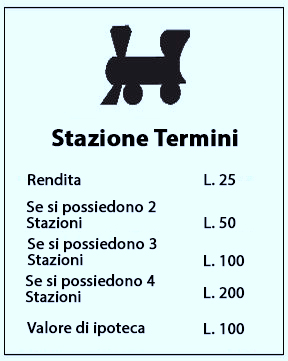 Stazione Termini
Rendita L. 25
Se si possiedono 2
Stazioni L. 50
Se si possiedono 3
Stazioni L. 100
Se si possiedono 4
Stazioni L. 200
Valore di ipoteca L. 100